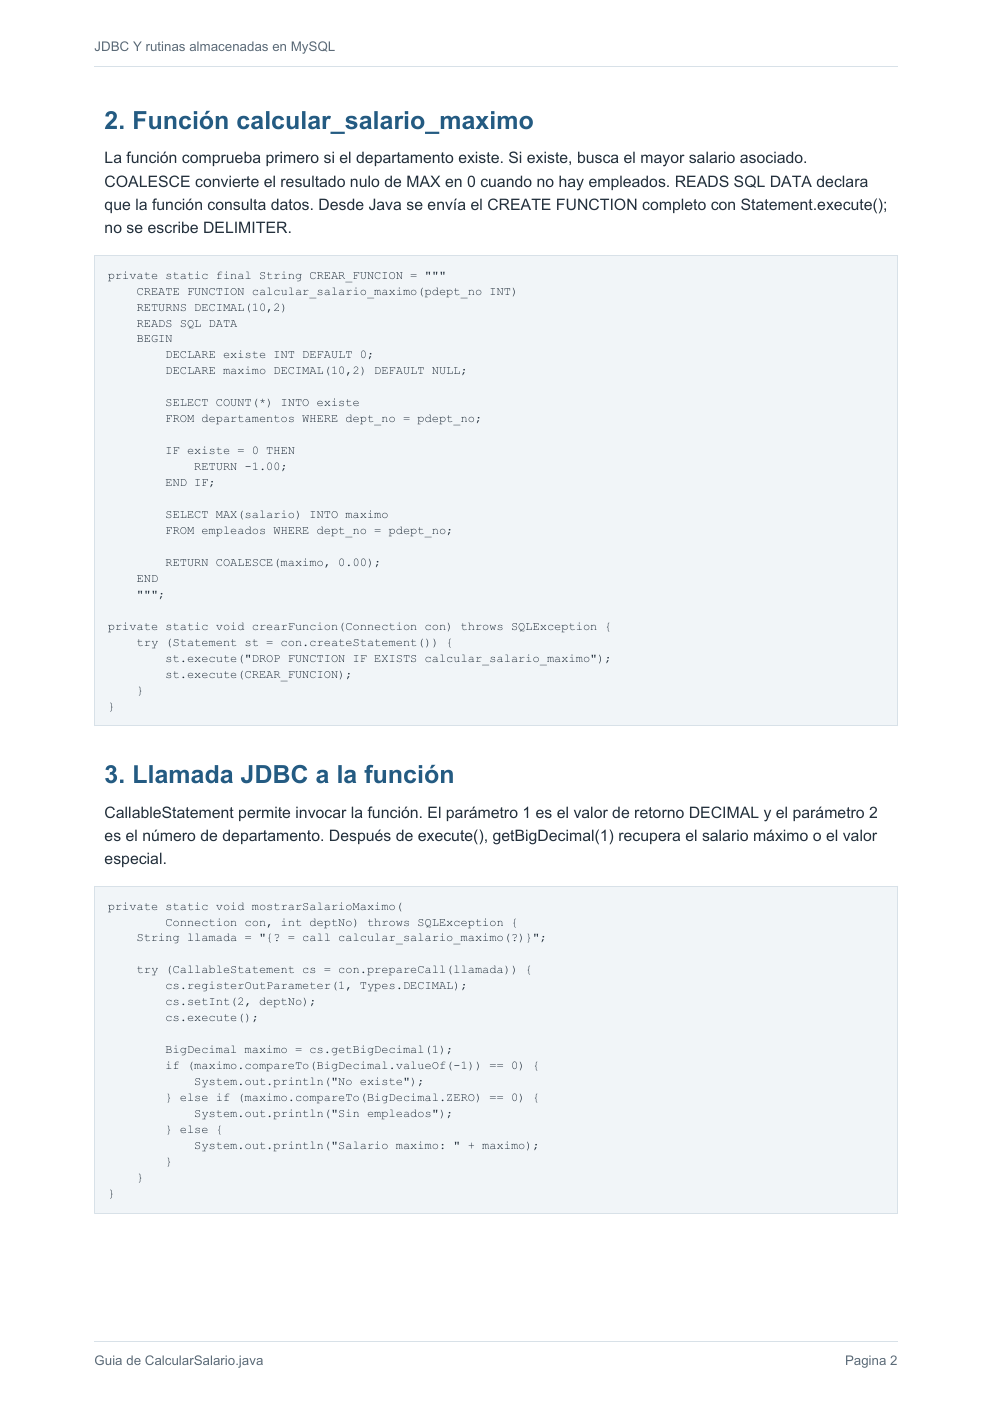 JDBC Y rutinas almacenadas en MySQL
2. Función calcular_salario_maximo
La función comprueba primero si el departamento existe. Si existe, busca el mayor salario asociado.
COALESCE convierte el resultado nulo de MAX en 0 cuando no hay empleados. READS SQL DATA declara
que la función consulta datos. Desde Java se envía el CREATE FUNCTION completo con Statement.execute();
no se escribe DELIMITER.
private static final String CREAR_FUNCION = """
    CREATE FUNCTION calcular_salario_maximo(pdept_no INT)
    RETURNS DECIMAL(10,2)
    READS SQL DATA
    BEGIN
        DECLARE existe INT DEFAULT 0;
        DECLARE maximo DECIMAL(10,2) DEFAULT NULL;

        SELECT COUNT(*) INTO existe
        FROM departamentos WHERE dept_no = pdept_no;

        IF existe = 0 THEN
            RETURN -1.00;
        END IF;

        SELECT MAX(salario) INTO maximo
        FROM empleados WHERE dept_no = pdept_no;

        RETURN COALESCE(maximo, 0.00);
    END
    """;

private static void crearFuncion(Connection con) throws SQLException {
    try (Statement st = con.createStatement()) {
        st.execute("DROP FUNCTION IF EXISTS calcular_salario_maximo");
        st.execute(CREAR_FUNCION);
    }
}
3. Llamada JDBC a la función
CallableStatement permite invocar la función. El parámetro 1 es el valor de retorno DECIMAL y el parámetro 2
es el número de departamento. Después de execute(), getBigDecimal(1) recupera el salario máximo o el valor
especial.
private static void mostrarSalarioMaximo(
        Connection con, int deptNo) throws SQLException {
    String llamada = "{? = call calcular_salario_maximo(?)}";

    try (CallableStatement cs = con.prepareCall(llamada)) {
        cs.registerOutParameter(1, Types.DECIMAL);
        cs.setInt(2, deptNo);
        cs.execute();

        BigDecimal maximo = cs.getBigDecimal(1);
        if (maximo.compareTo(BigDecimal.valueOf(-1)) == 0) {
            System.out.println("No existe");
        } else if (maximo.compareTo(BigDecimal.ZERO) == 0) {
            System.out.println("Sin empleados");
        } else {
            System.out.println("Salario maximo: " + maximo);
        }
    }
}
Guia de CalcularSalario.java
Pagina 2